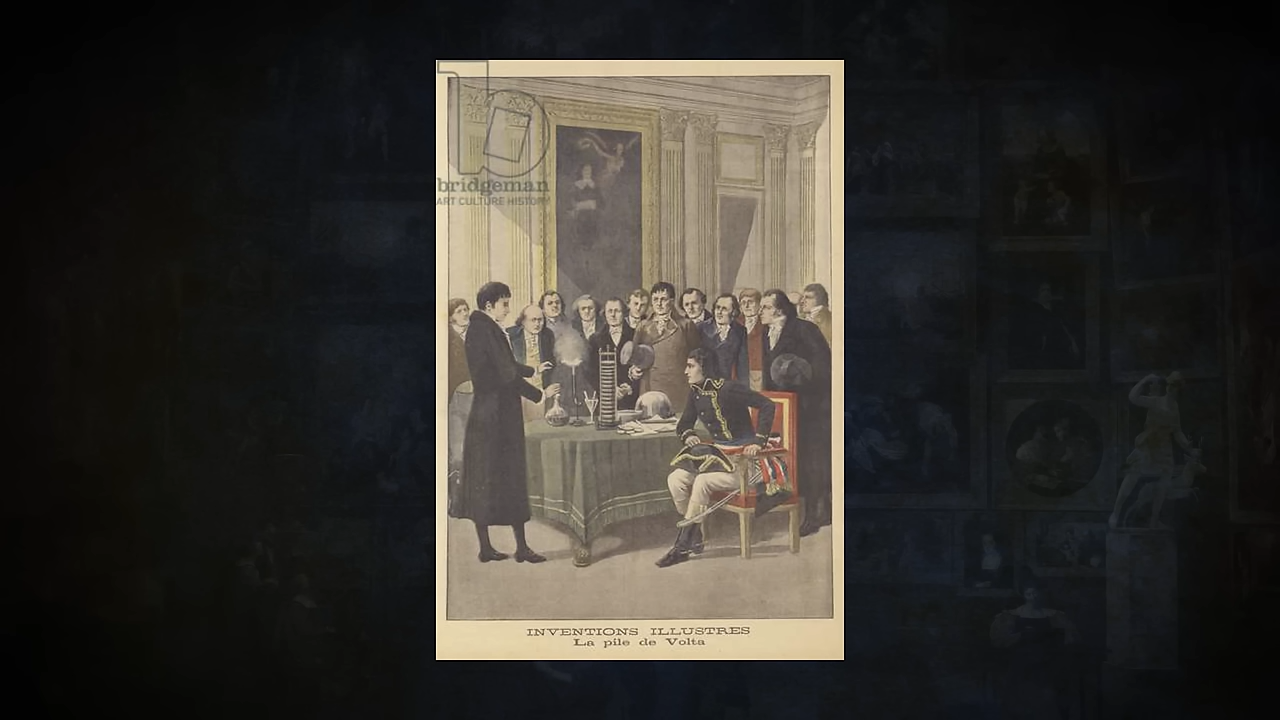 bridgeman
ART CULTURE HISTORY
INVENTIONS ILLUSTRES
La pile de Volta